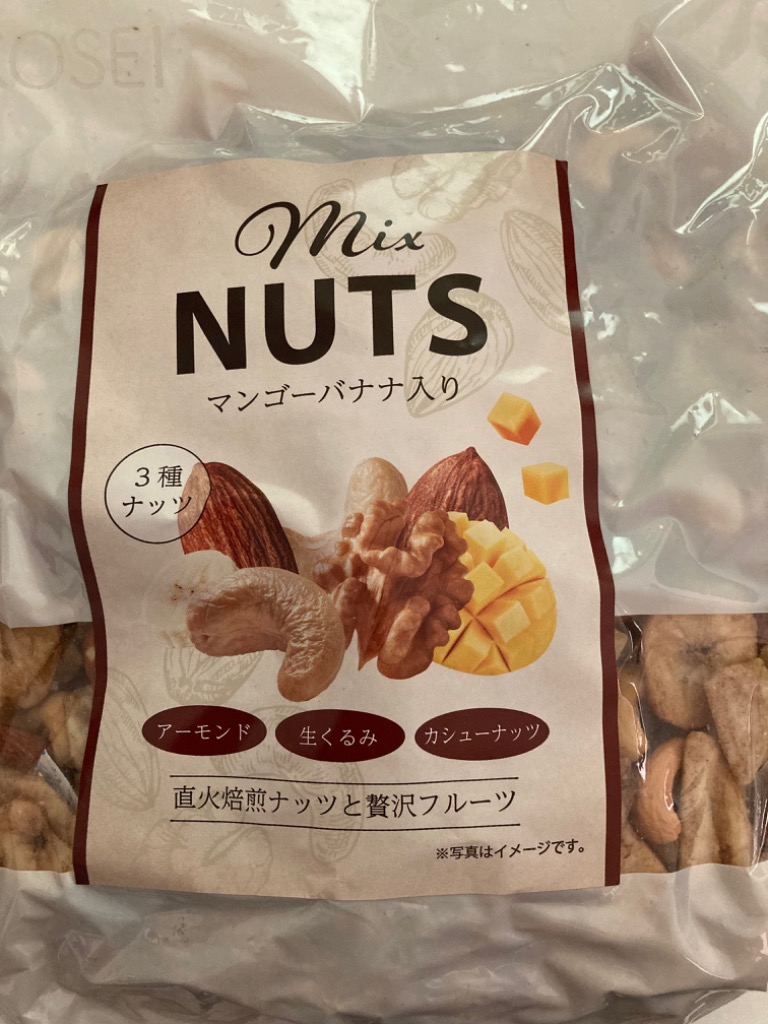 KOSEI
Mix
NUTS
マンゴーバナナ入り
3種
ナッツ
アーモンド
生くるみ
カシューナッツ
直火焙煎ナッツと贅沢フルーツ
※写真はイメージです。